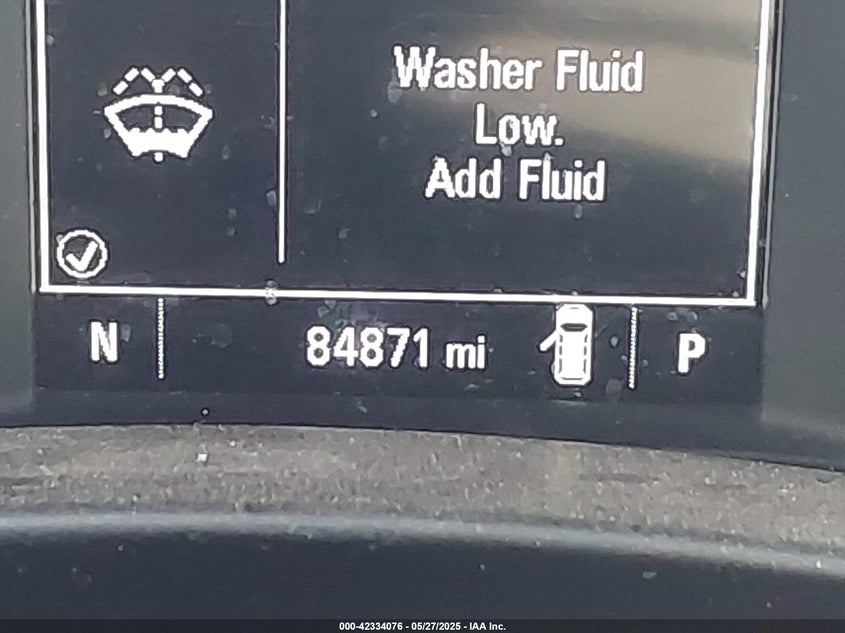 Washer Fluid
Low.
Add Fluid
N
84871 mi
P
000-42334076 - 05/27/2025 - IAA Inc.